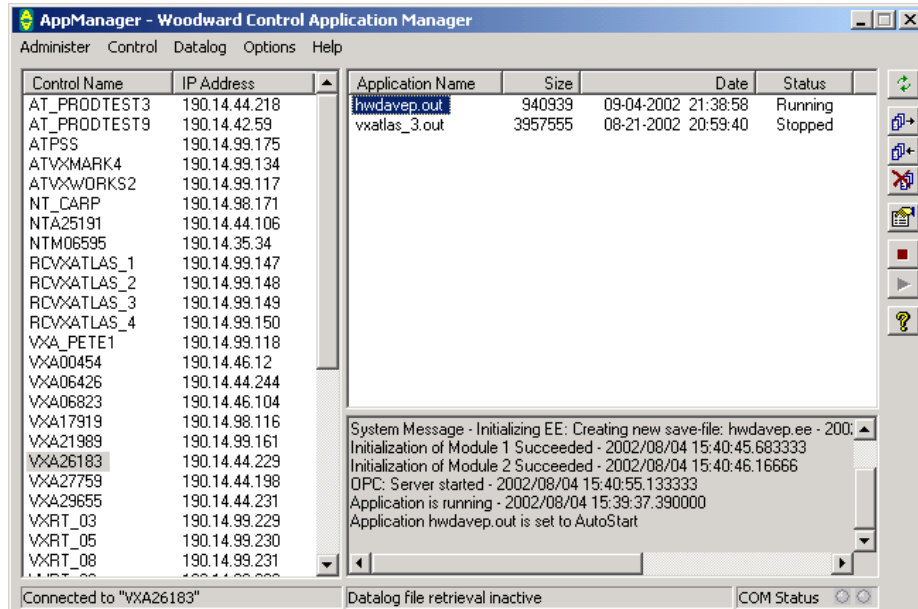 AppManager - Woodward Control Application Manager
Administer Control Datalog Options Help
Control Name IP Address
AT_PRODTEST3 190.14.44.218
AT_PRODTEST9 190.14.42.59
ATPSS 190.14.99.175
ATVXMARK4 190.14.99.134
ATVXWORKS2 190.14.99.117
NT_CARP 190.14.98.171
NTA25191 190.14.44.106
NTM06595 190.14.35.34
RCVXATLAS_1 190.14.99.147
RCVXATLAS_2 190.14.99.148
RCVXATLAS_3 190.14.99.149
RCVXATLAS_4 190.14.99.150
VXA_PETE1 190.14.99.118
VXA00454 190.14.46.12
VXA06426 190.14.44.244
VXA06823 190.14.46.104
VXA17919 190.14.98.116
VXA21989 190.14.99.161
VXA26183 190.14.44.229
VXA27759 190.14.44.198
VXA29655 190.14.44.231
VXRT_03 190.14.99.229
VXRT_05 190.14.99.230
VXRT_08 190.14.99.231
Application Name Size Date Status
hwdavep.out 940939 09-04-2002 21:38:58 Running
vxatlas_3.out 3957555 08-21-2002 20:59:40 Stopped
System Message - Initializing EE: Creating new save-file: hwdavep.ee - 200
Initialization of Module 1 Succeeded - 2002/08/04 15:40:45.683333
Initialization of Module 2 Succeeded - 2002/08/04 15:40:46.16666
OPC: Server started - 2002/08/04 15:40:55.133333
Application is running - 2002/08/04 15:39:37.390000
Application hwdavep.out is set to AutoStart
Connected to "VXA26183" Datalog file retrieval inactive COM Status